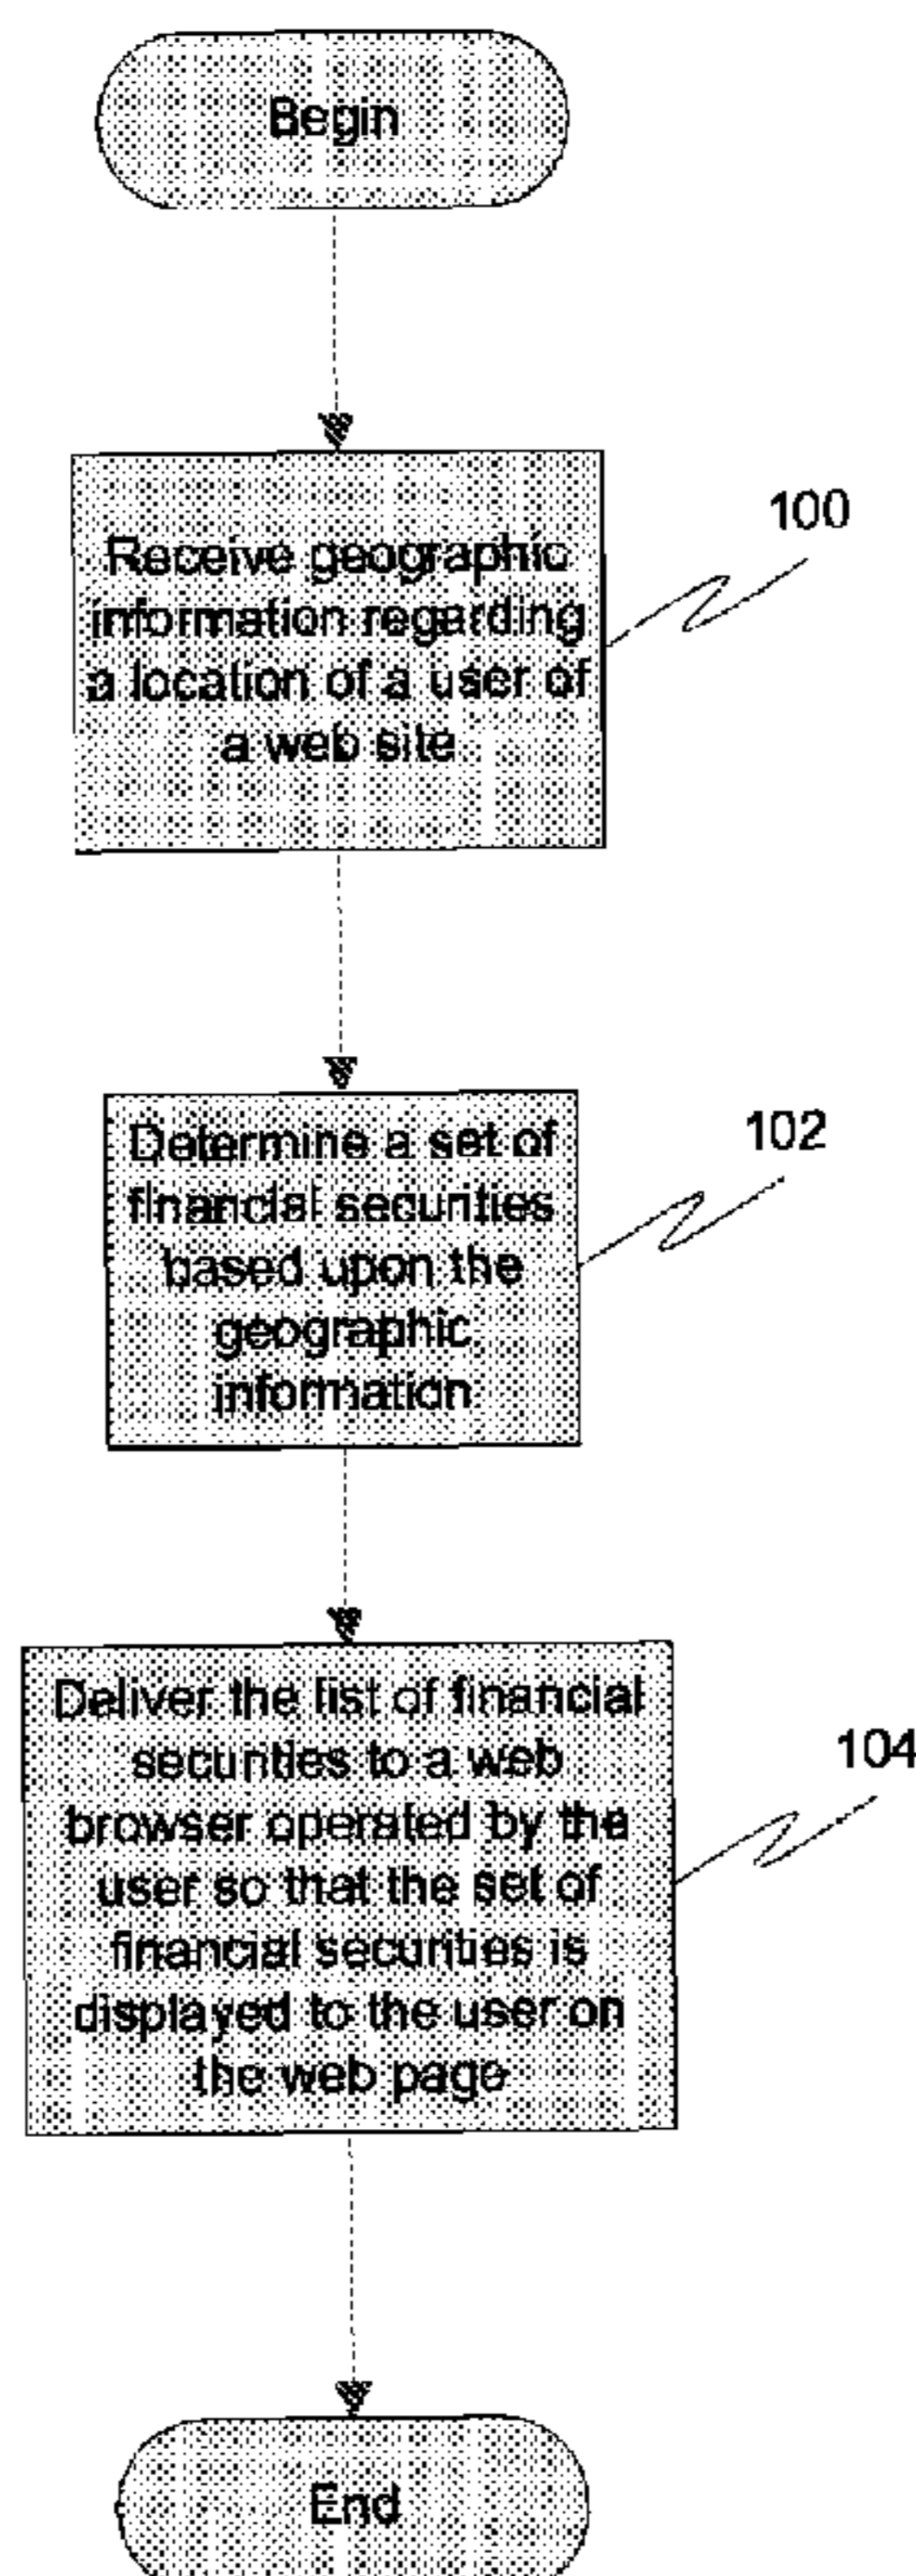 Begin
Receive geographic
information regarding
a location of a user of
a web site
100
Determine a set of
financial securities
based upon the
geographic
information
102
Deliver the list of financial
securities to a web
browser operated by the
user so that the set of
financial securities is
displayed to the user on
the web page
104
End